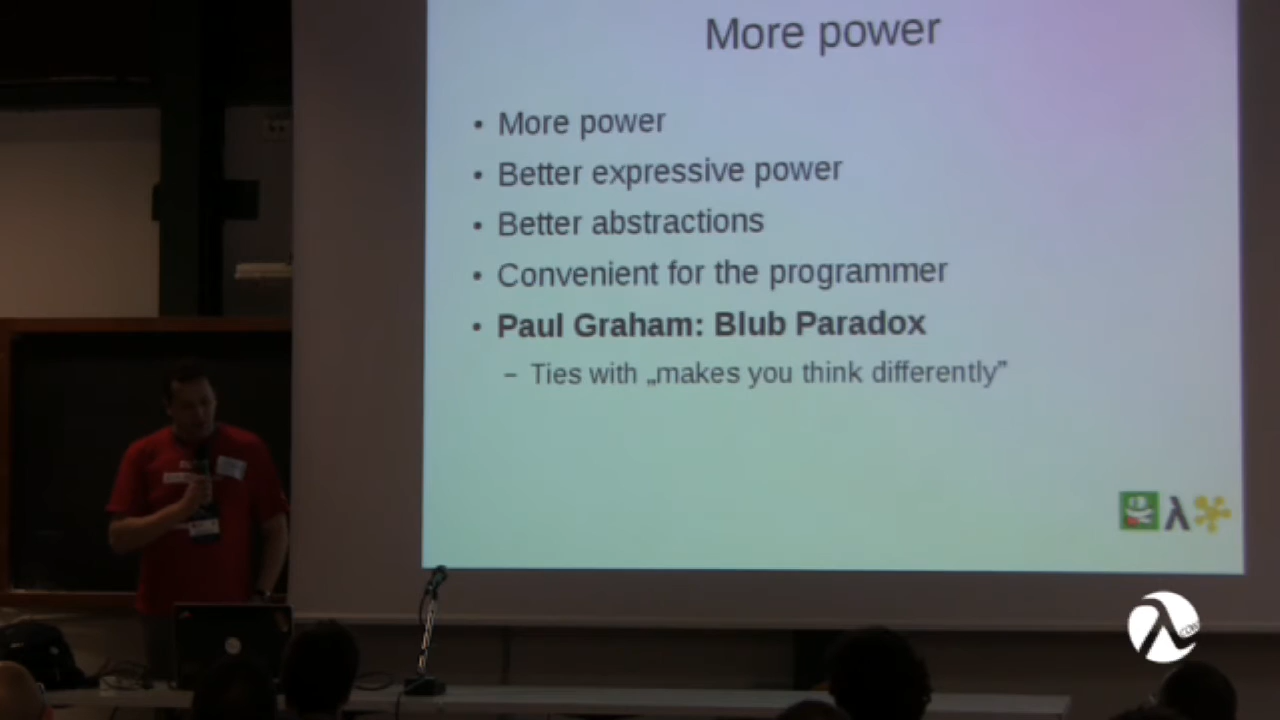 More power
• More power
• Better expressive power
• Better abstractions
• Convenient for the programmer
• Paul Graham: Blub Paradox
– Ties with „makes you think differently”
λ
λ